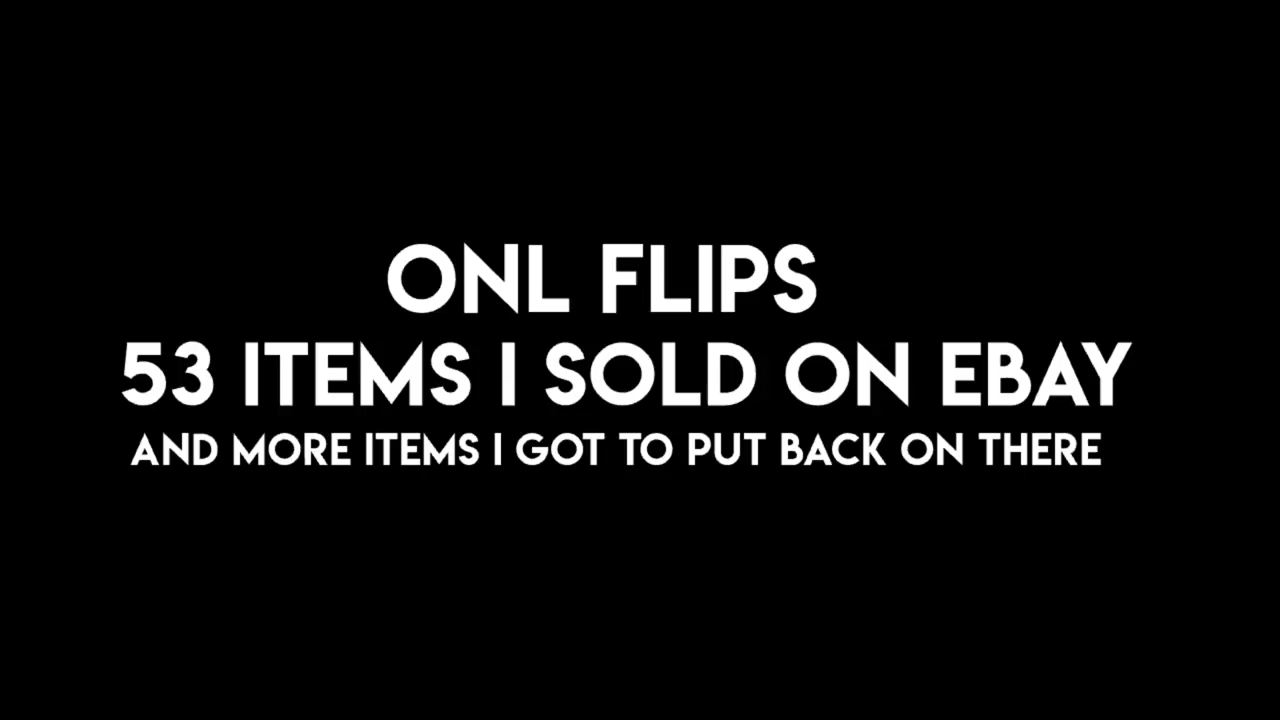 ONL FLIPS
53 ITEMS I SOLD ON EBAY
AND MORE ITEMS I GOT TO PUT BACK ON THERE